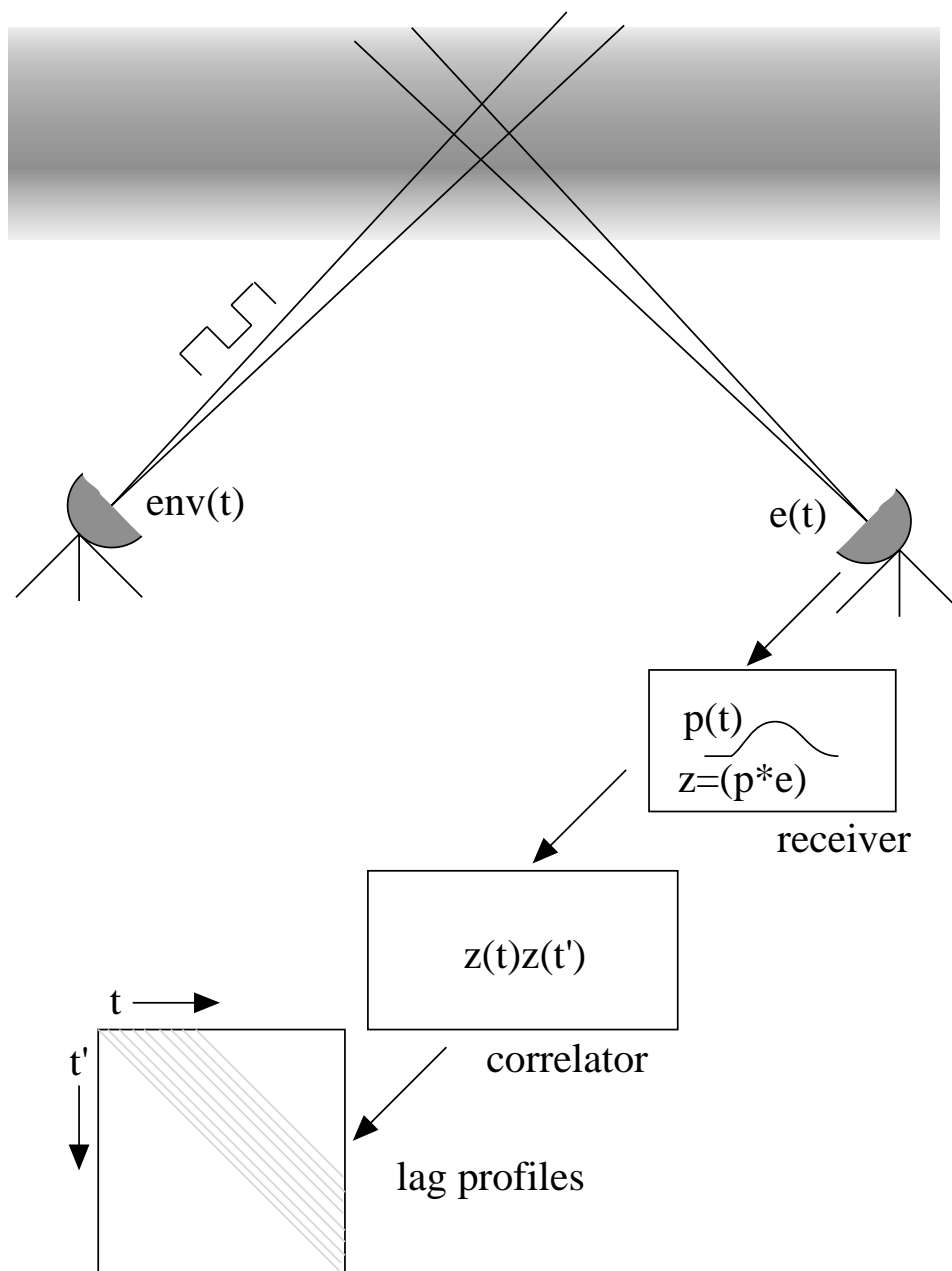 env(t)
e(t)
p(t)
z=(p*e)
receiver
z(t)z(t')
correlator
t
t'
lag profiles